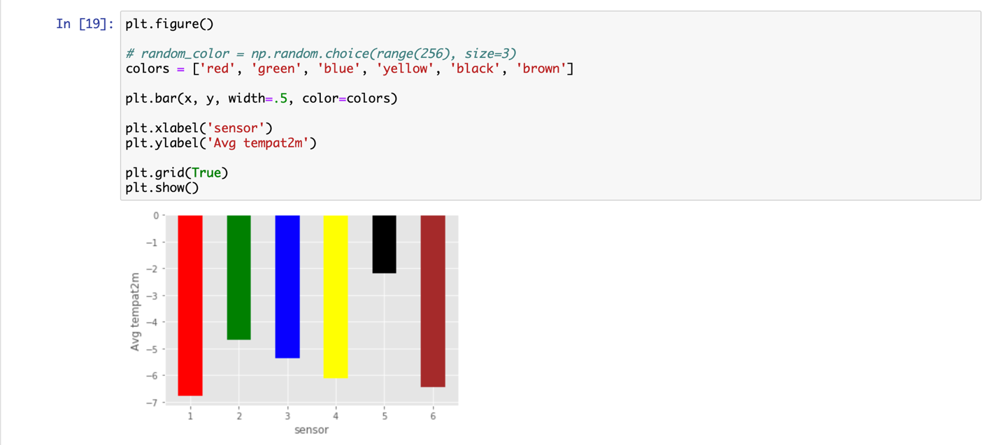 In [19]: plt.figure()
# random_color = np.random.choice(range(256), size=3)
colors = ['red', 'green', 'blue', 'yellow', 'black', 'brown']
plt.bar(x, y, width=.5, color=colors)
plt.xlabel('sensor')
plt.ylabel('Avg tempat2m')
plt.grid(True)
plt.show()
0
−1
−2
−3
−4
−5
−6
−7
Avg tempat2m
1 2 3 4 5 6
sensor